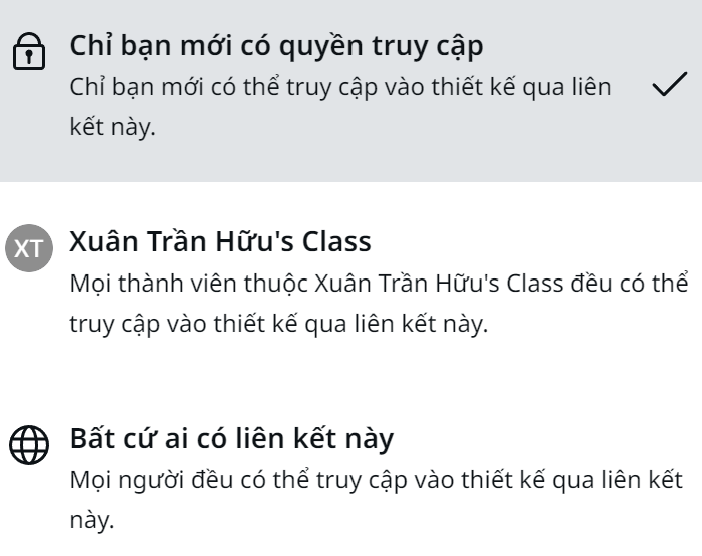 Chỉ bạn mới có quyền truy cập
Chỉ bạn mới có thể truy cập vào thiết kế qua liên
kết này.
XT
Xuân Trần Hữu's Class
Mọi thành viên thuộc Xuân Trần Hữu's Class đều có thể
truy cập vào thiết kế qua liên kết này.
Bất cứ ai có liên kết này
Mọi người đều có thể truy cập vào thiết kế qua liên kết
này.